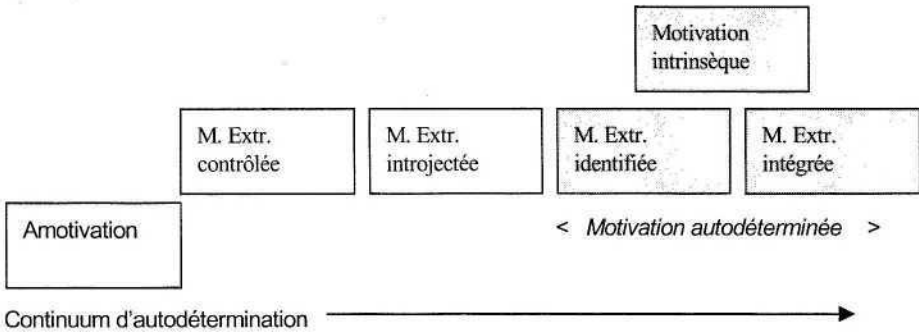 Motivation
intrinsèque
M. Extr.
contrôlée
M. Extr.
introjectée
M. Extr.
identifiée
M. Extr.
intégrée
Amotivation
< Motivation autodéterminée >
Continuum d'autodétermination